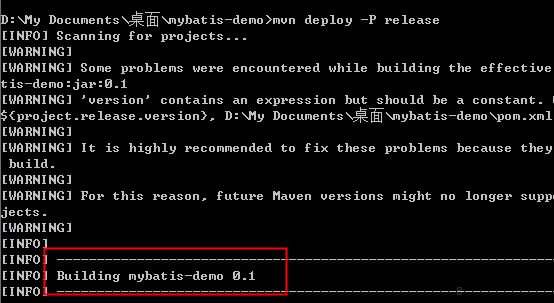 D:\My Documents\桌面\mybatis-demo>mvn deploy -P release
[INFO] Scanning for projects...
[WARNING]
[WARNING] Some problems were encountered while building the effective
tis-demo:jar:0.1
[WARNING] 'version' contains an expression but should be a constant.
${project.release.version}, D:\My Documents\桌面\mybatis-demo\pom.xml
[WARNING]
[WARNING] It is highly recommended to fix these problems because they
build.
[WARNING]
[WARNING] For this reason, future Maven versions might no longer supp
jects.
[WARNING]
[INFO]
[INFO] ------------------------------------------------------------------------
[INFO] Building mybatis-demo 0.1
[INFO] ------------------------------------------------------------------------